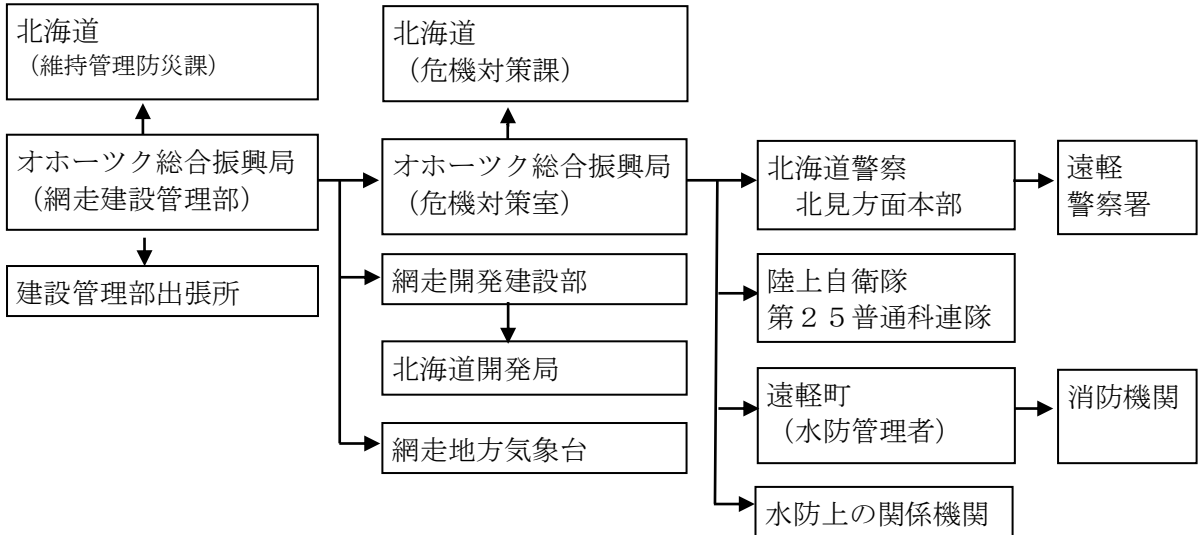 北海道
（維持管理防災課）
北海道
（危機対策課）
オホーツク総合振興局
（網走建設管理部）
オホーツク総合振興局
（危機対策室）
北海道警察
北見方面本部
遠軽
警察署
建設管理部出張所
網走開発建設部
陸上自衛隊
第２５普通科連隊
北海道開発局
遠軽町
（水防管理者）
消防機関
網走地方気象台
水防上の関係機関